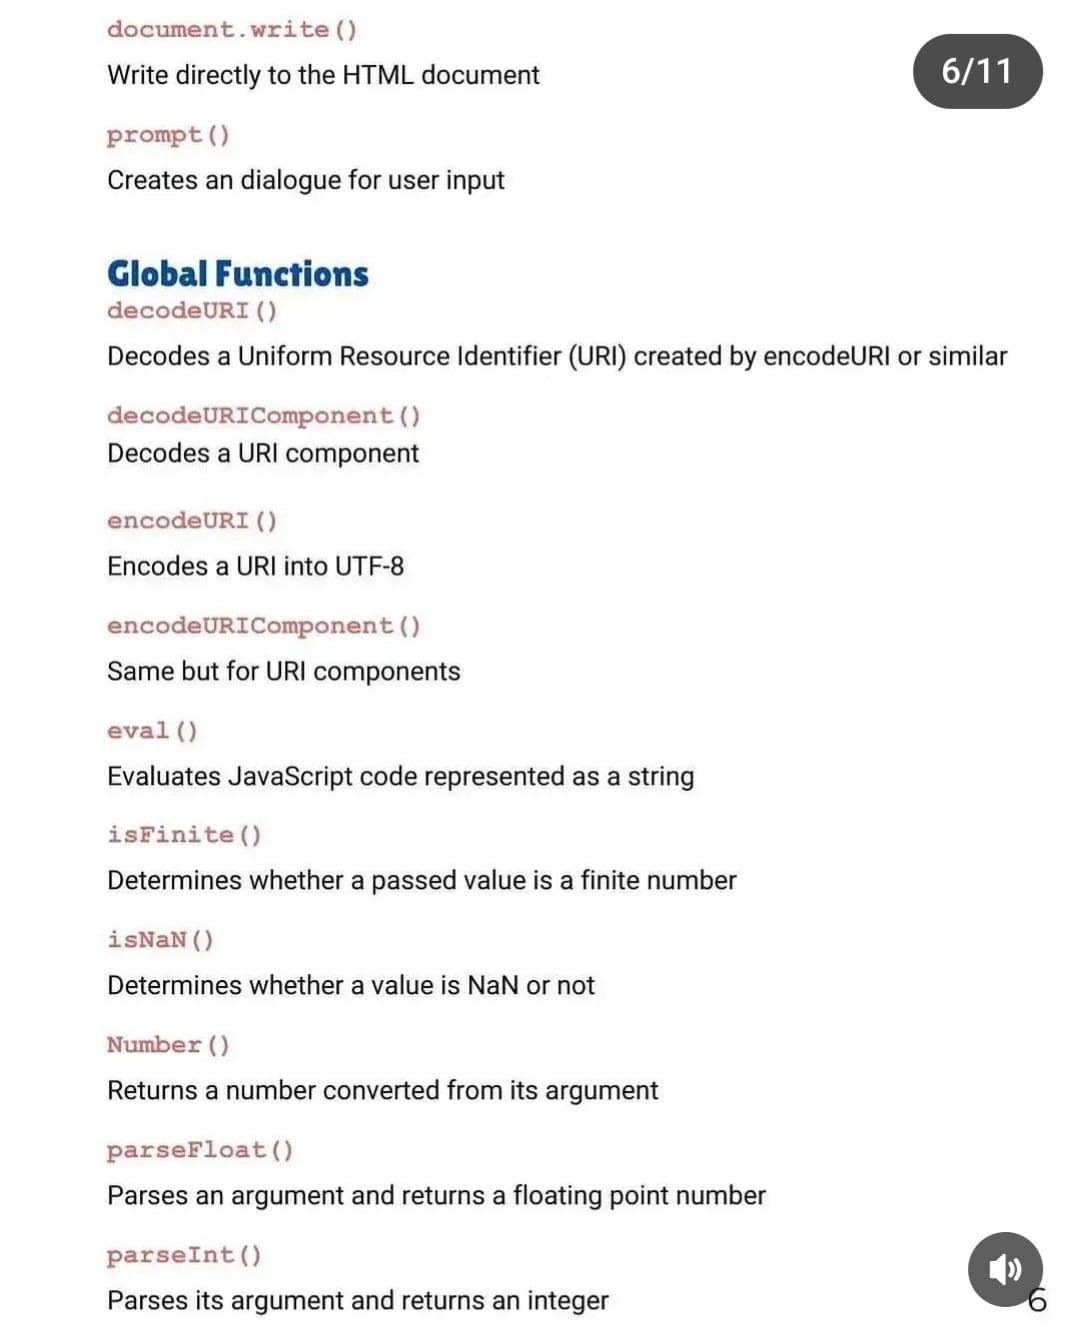 document.write()
Write directly to the HTML document
6/11
prompt()
Creates an dialogue for user input
Global Functions
decodeURI()
Decodes a Uniform Resource Identifier (URI) created by encodeURI or similar
decodeURIComponent()
Decodes a URI component
encodeURI()
Encodes a URI into UTF-8
encodeURIComponent()
Same but for URI components
eval()
Evaluates JavaScript code represented as a string
isFinite()
Determines whether a passed value is a finite number
isNaN()
Determines whether a value is NaN or not
Number()
Returns a number converted from its argument
parseFloat()
Parses an argument and returns a floating point number
parseInt()
Parses its argument and returns an integer
6